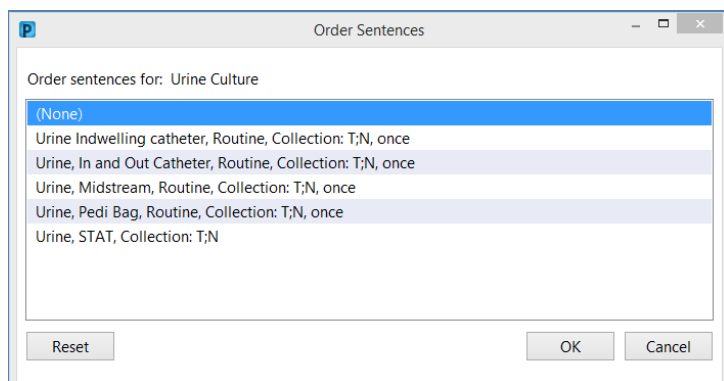 P
Order Sentences
Order sentences for: Urine Culture
(None)
Urine Indwelling catheter, Routine, Collection: T;N, once
Urine, In and Out Catheter, Routine, Collection: T;N, once
Urine, Midstream, Routine, Collection: T;N, once
Urine, Pedi Bag, Routine, Collection: T;N, once
Urine, STAT, Collection: T;N
Reset OK Cancel